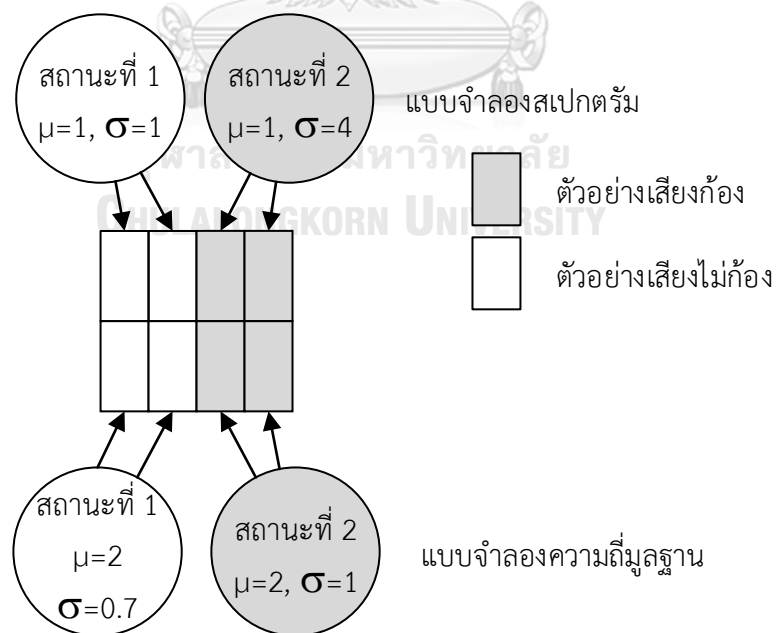 สถานะที่ 1
μ=1, σ=1
สถานะที่ 2
μ=1, σ=4
แบบจำลองสเปกตรัม
ตัวอย่างเสียงก้อง
CHULALONGKORN UNIVERSITY
ตัวอย่างเสียงไม่ก้อง
สถานะที่ 1
μ=2
σ=0.7
สถานะที่ 2
μ=2, σ=1
แบบจำลองความถี่มูลฐาน